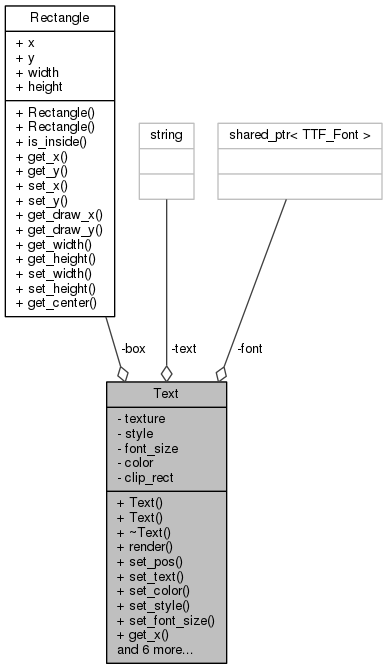 Rectangle
+ x
+ y
+ width
+ height
+ Rectangle()
+ Rectangle()
+ is_inside()
+ get_x()
+ get_y()
+ set_x()
+ set_y()
+ get_draw_x()
+ get_draw_y()
+ get_width()
+ get_height()
+ set_width()
+ set_height()
+ get_center()
string
shared_ptr< TTF_Font >
-box
-text
-font
Text
- texture
- style
- font_size
- color
- clip_rect
+ Text()
+ Text()
+ ~Text()
+ render()
+ set_pos()
+ set_text()
+ set_color()
+ set_style()
+ set_font_size()
+ get_x()
and 6 more...